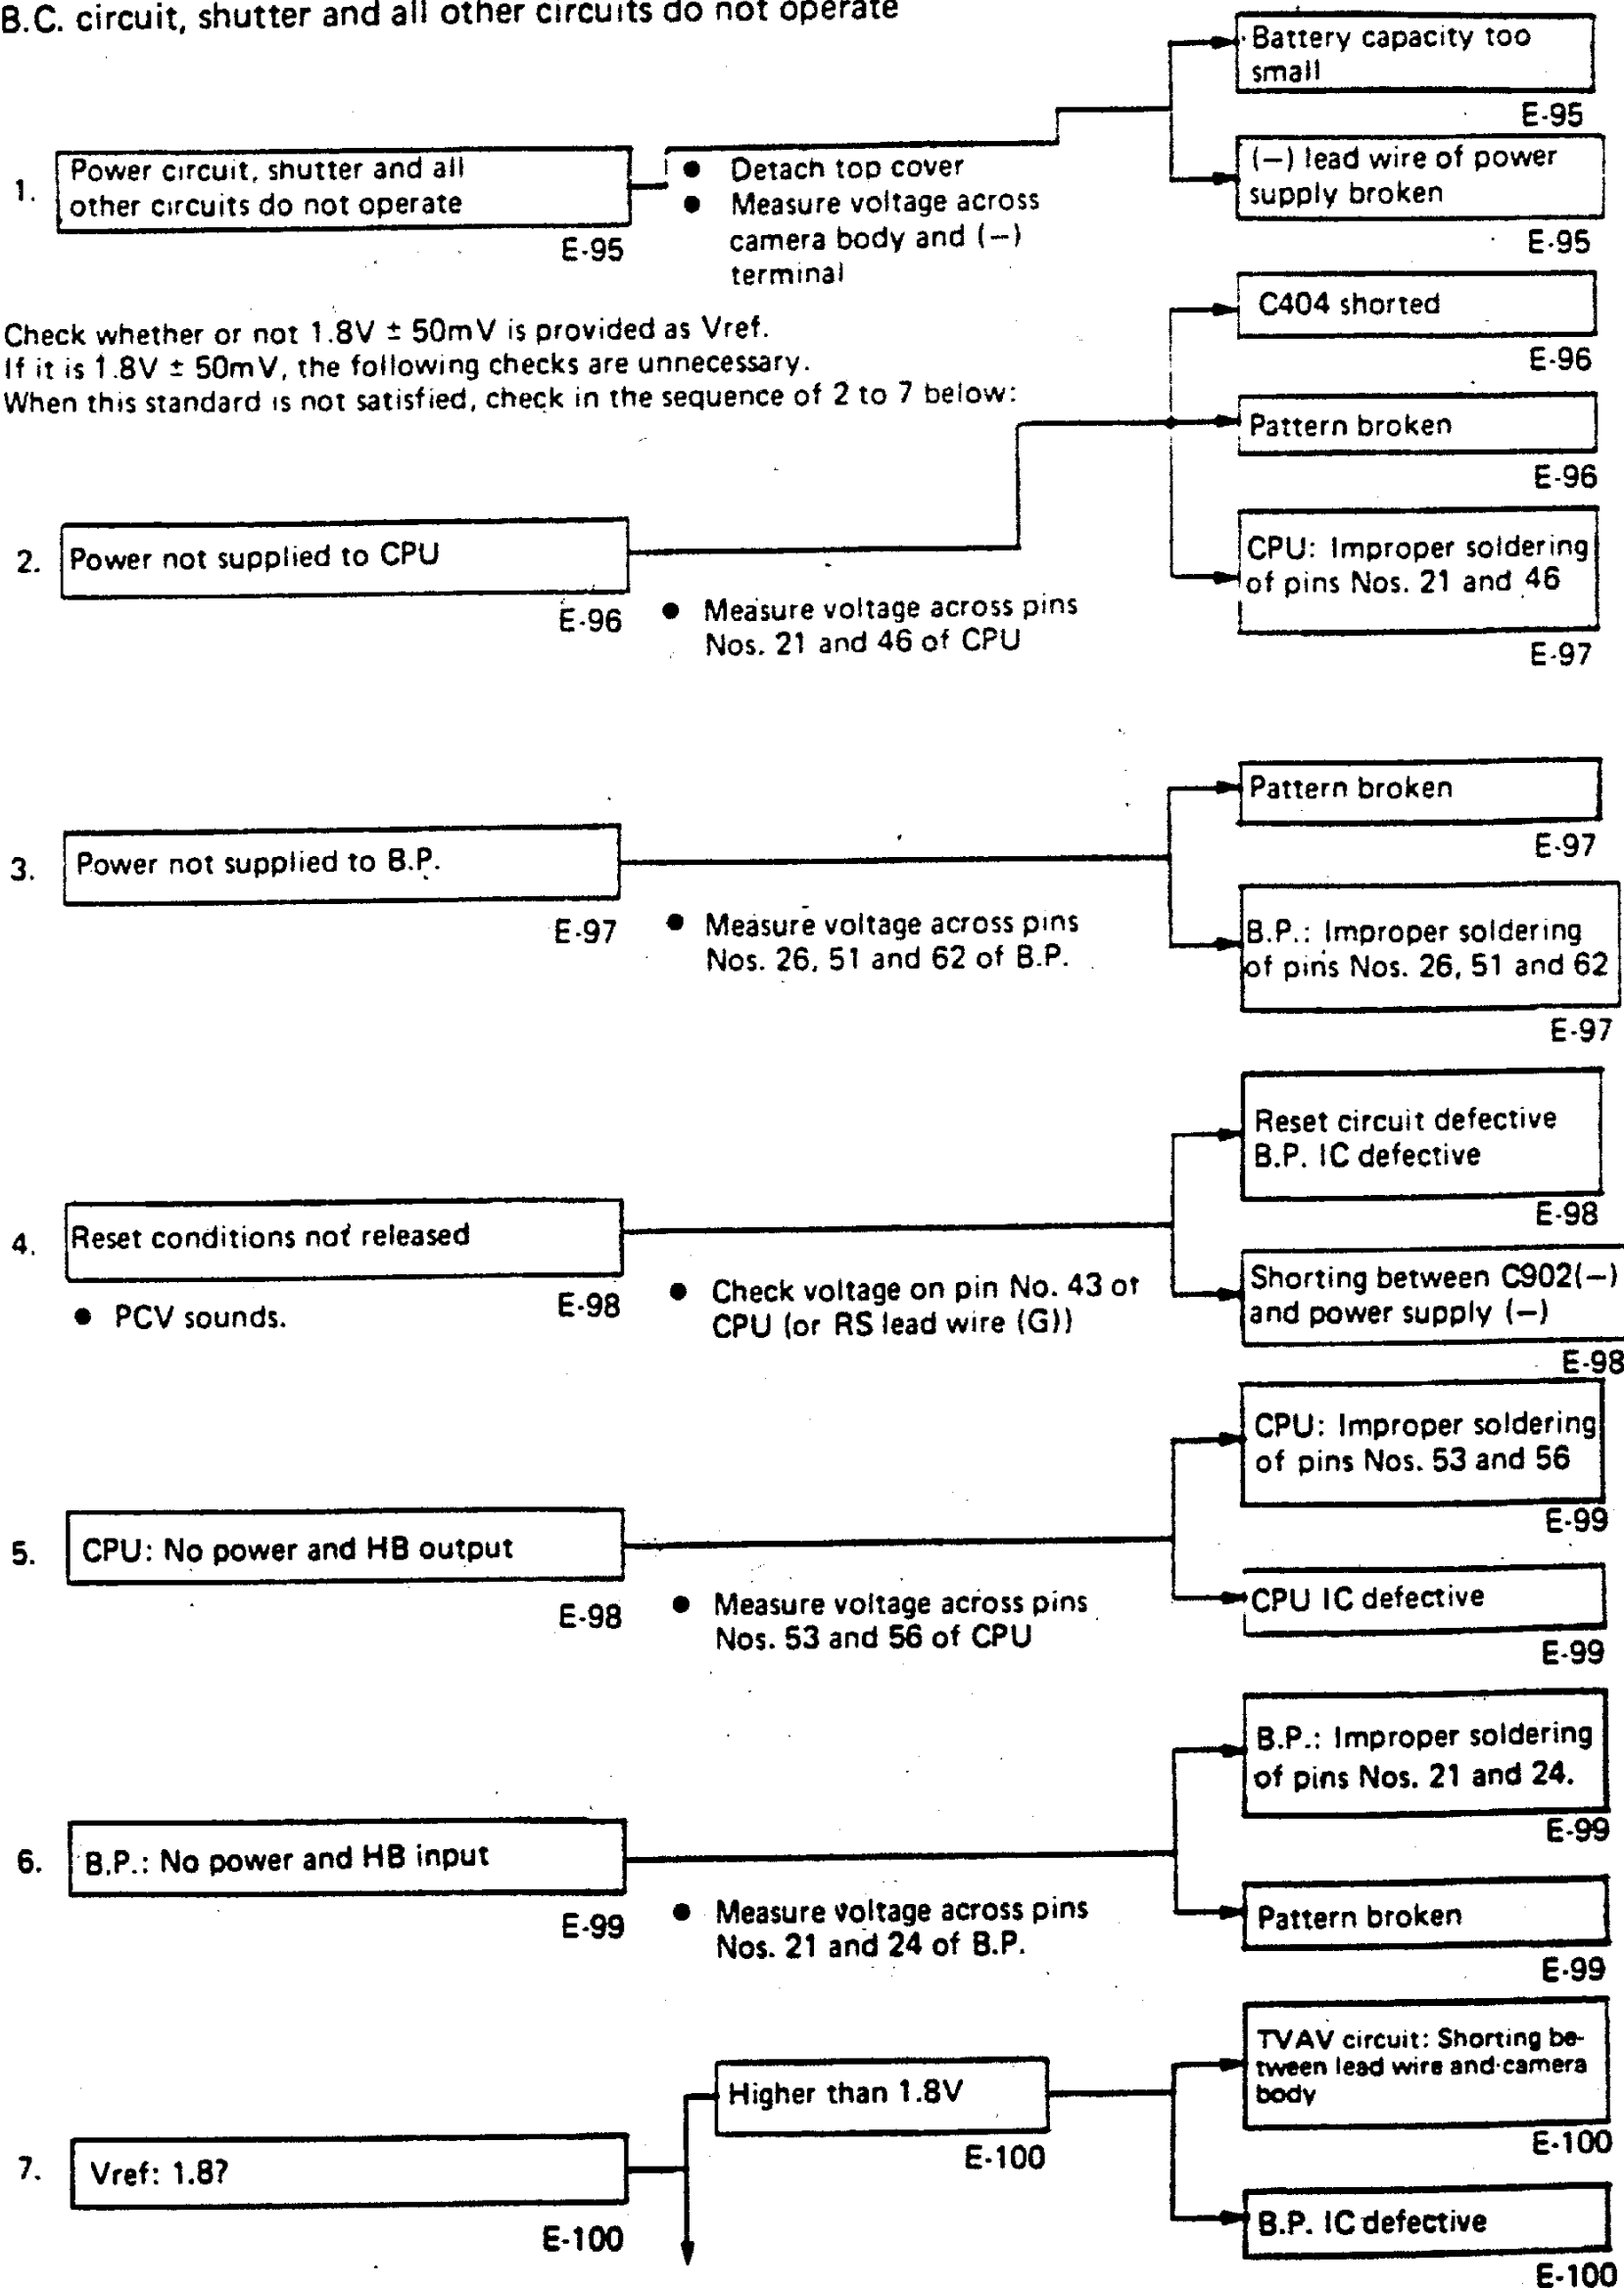 B.C. circuit, shutter and all other circuits do not operate
Battery capacity too
small
E-95
1. Power circuit, shutter and all
other circuits do not operate
E-95
● Detach top cover
● Measure voltage across
camera body and (–)
terminal
(–) lead wire of power
supply broken
E-95
Check whether or not 1.8V ± 50mV is provided as Vref.
If it is 1.8V ± 50mV, the following checks are unnecessary.
When this standard is not satisfied, check in the sequence of 2 to 7 below:
C404 shorted
E-96
Pattern broken
E-96
2. Power not supplied to CPU
E-96
● Measure voltage across pins
Nos. 21 and 46 of CPU
CPU: Improper soldering
of pins Nos. 21 and 46
E-97
Pattern broken
E-97
3. Power not supplied to B.P.
E-97
● Measure voltage across pins
Nos. 26, 51 and 62 of B.P.
B.P.: Improper soldering
of pins Nos. 26, 51 and 62
E-97
Reset circuit defective
B.P. IC defective
E-98
4. Reset conditions not released
E-98
● PCV sounds.
● Check voltage on pin No. 43 of
CPU (or RS lead wire (G))
Shorting between C902(–)
and power supply (–)
E-98
CPU: Improper soldering
of pins Nos. 53 and 56
E-99
5. CPU: No power and HB output
E-98
● Measure voltage across pins
Nos. 53 and 56 of CPU
CPU IC defective
E-99
B.P.: Improper soldering
of pins Nos. 21 and 24.
E-99
6. B.P.: No power and HB input
E-99
● Measure voltage across pins
Nos. 21 and 24 of B.P.
Pattern broken
E-99
TVAV circuit: Shorting be-
tween lead wire and camera
body
E-100
Higher than 1.8V
E-100
7. Vref: 1.8?
E-100
B.P. IC defective
E-100